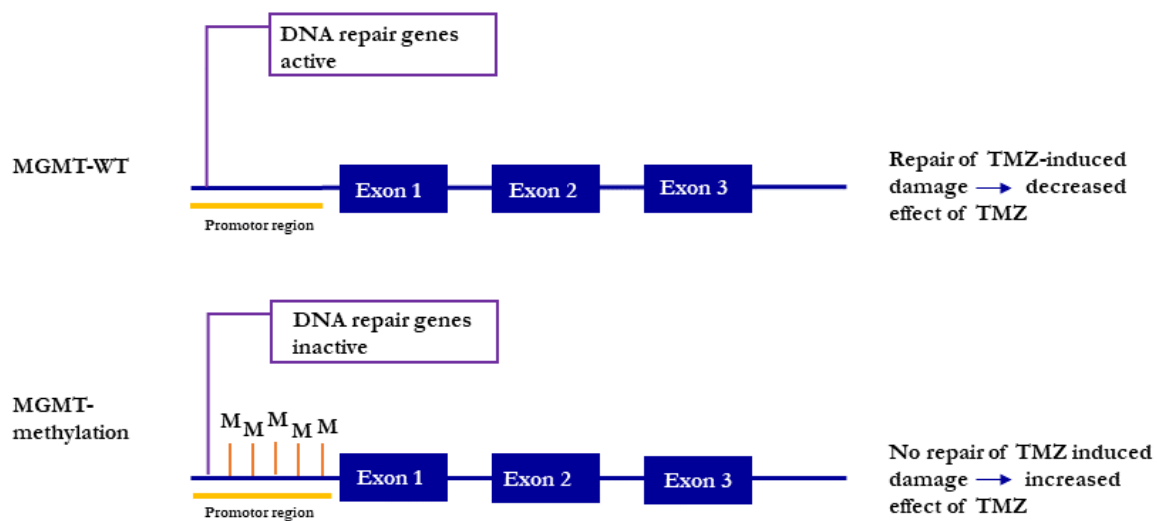 DNA repair genes
active
MGMT-WT
Exon 1
Exon 2
Exon 3
Repair of TMZ-induced
damage → decreased
effect of TMZ
Promotor region
DNA repair genes
inactive
MGMT-
methylation
M M M M M
Exon 1
Exon 2
Exon 3
No repair of TMZ induced
damage → increased
effect of TMZ
Promotor region